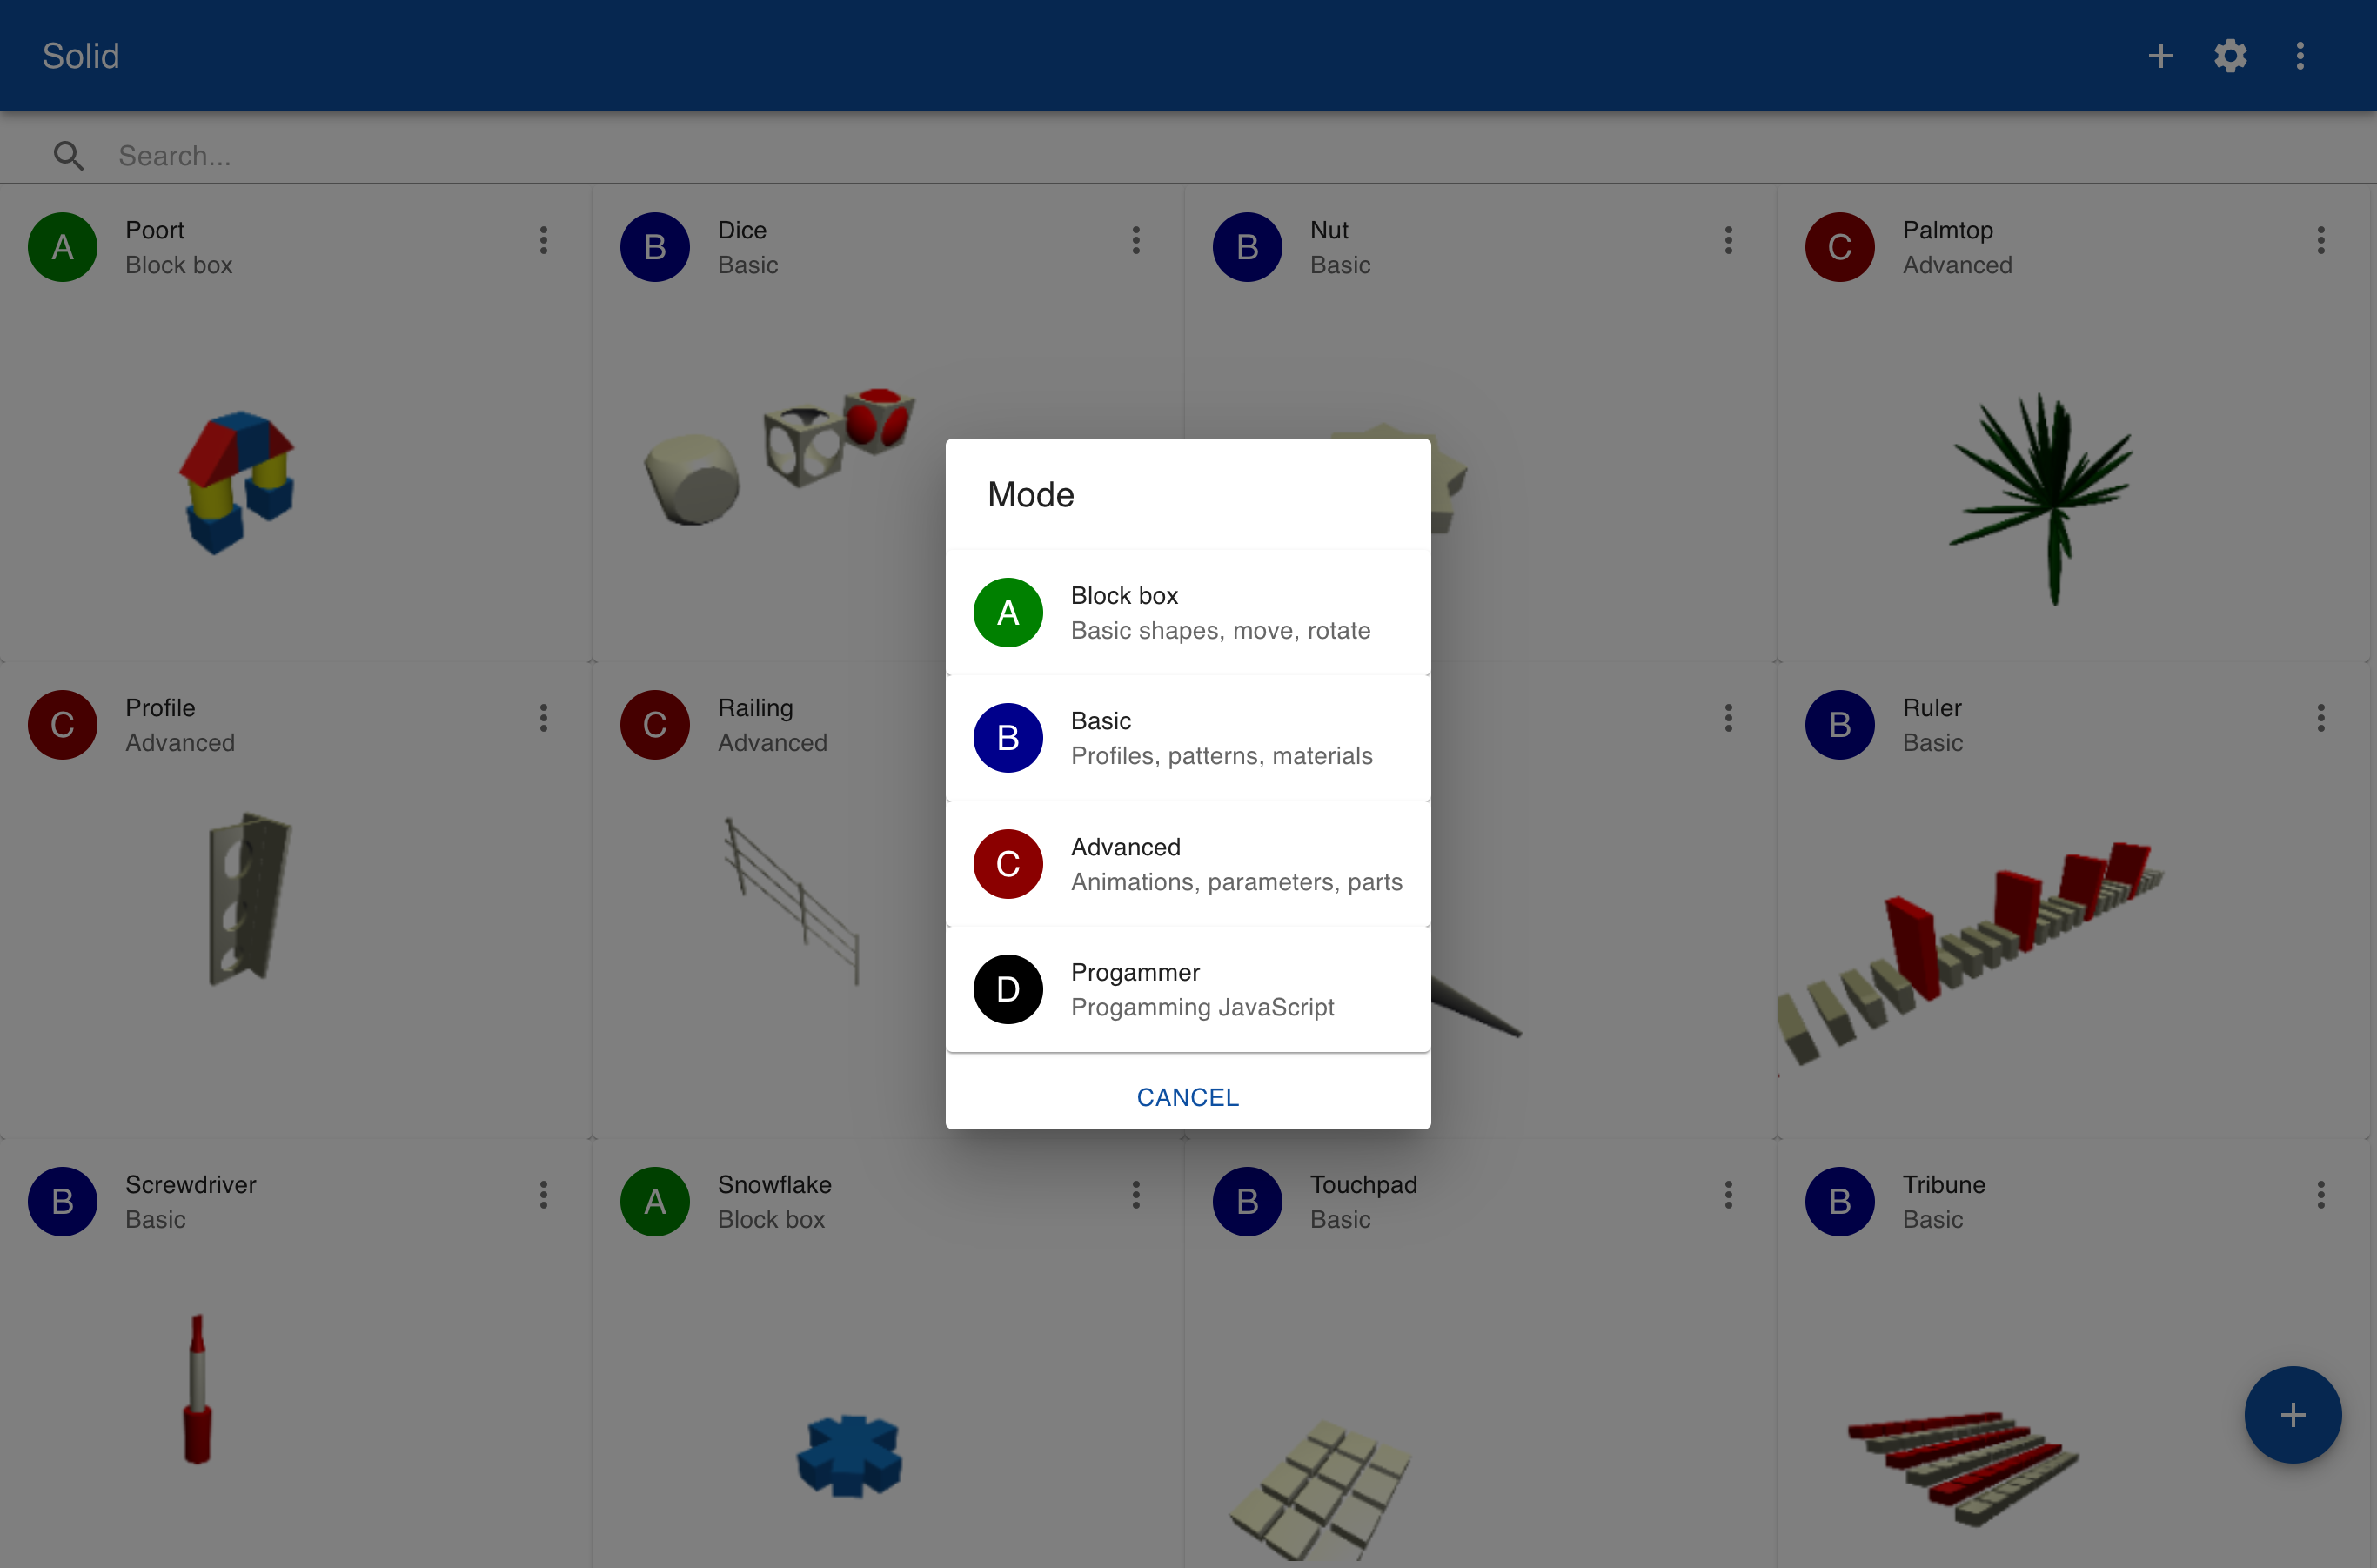 Solid
Search...
A
Poort
Block box
B
Dice
Basic
B
Nut
Basic
C
Palmtop
Advanced
Mode
A
Block box
Basic shapes, move, rotate
B
Basic
Profiles, patterns, materials
C
Advanced
Animations, parameters, parts
D
Progammer
Progamming JavaScript
CANCEL
C
Profile
Advanced
C
Railing
Advanced
B
Ruler
Basic
B
Screwdriver
Basic
A
Snowflake
Block box
B
Touchpad
Basic
B
Tribune
Basic